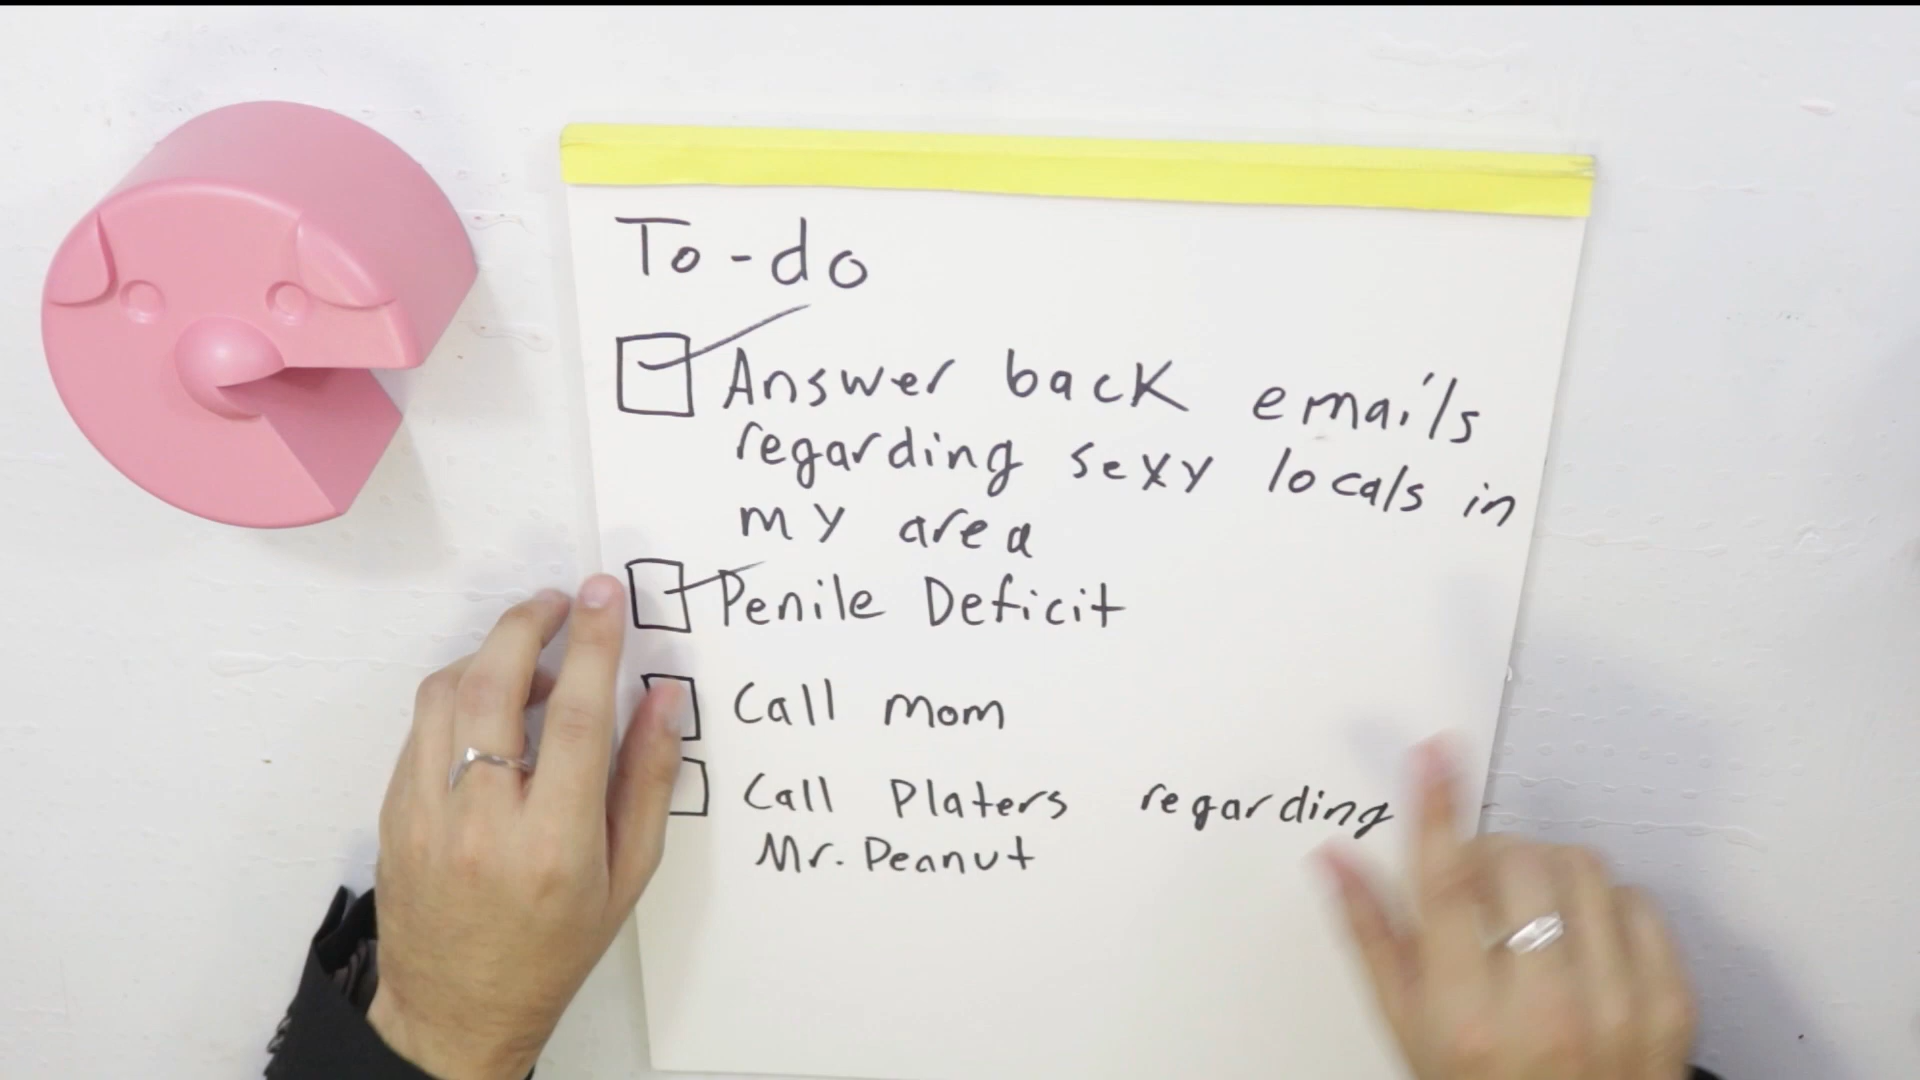 To-do
Answer back emails
regarding sexy locals in
my area
Penile Deficit
Call mom
Call Platers regarding
Mr. Peanut